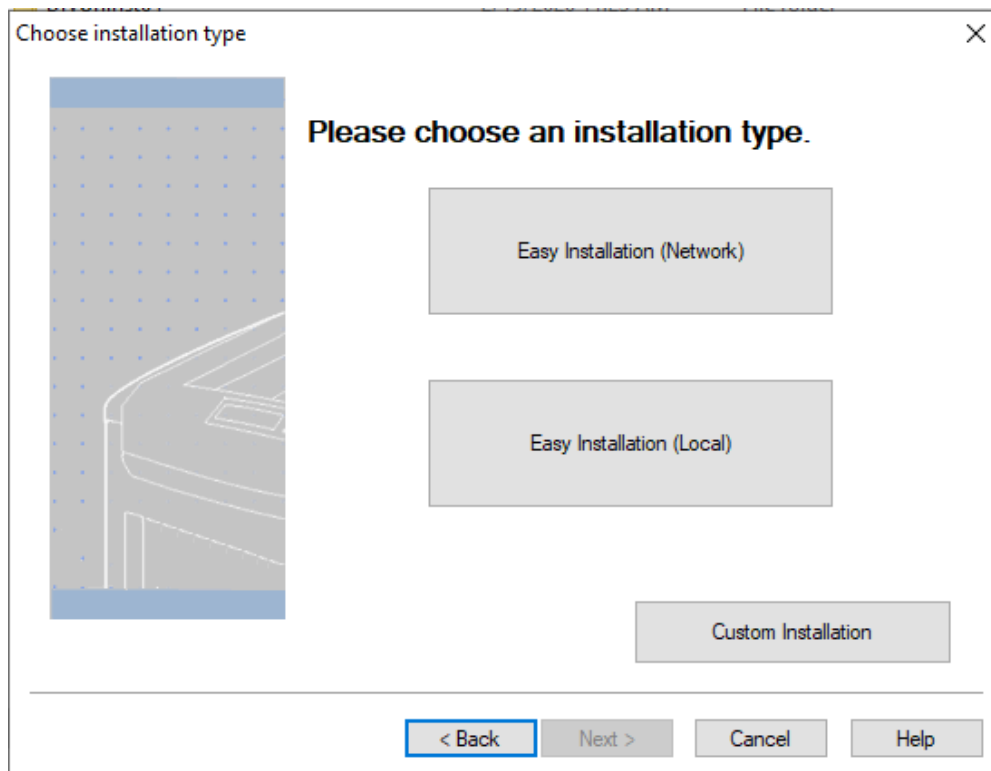 Choose installation type
Please choose an installation type.
Easy Installation (Network)
Easy Installation (Local)
Custom Installation
< Back
Next >
Cancel
Help